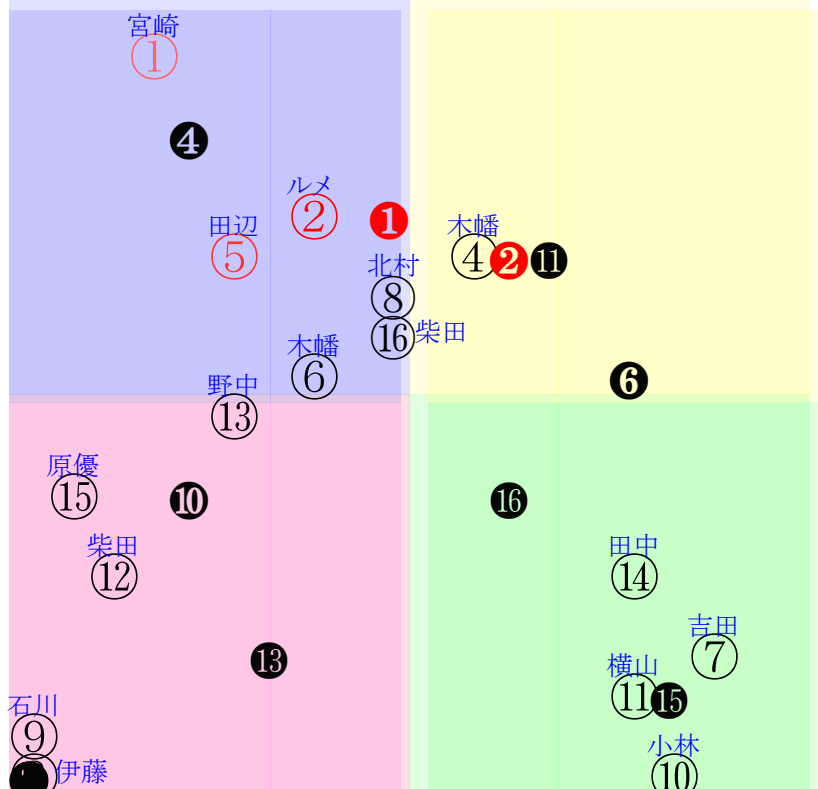 宮崎
①
❹
ルメ
②
❶
田辺
⑤
木幡
④
❷
⓫
北村
⑧
⑯
柴田
木幡
⑥
❻
野中
⑬
原優
⑮
❿
⓰
柴田
⑫
田中
⑭
吉田
⑦
⓭
横山
⑪
⓯
石川
⑨
小林
⑩
伊藤